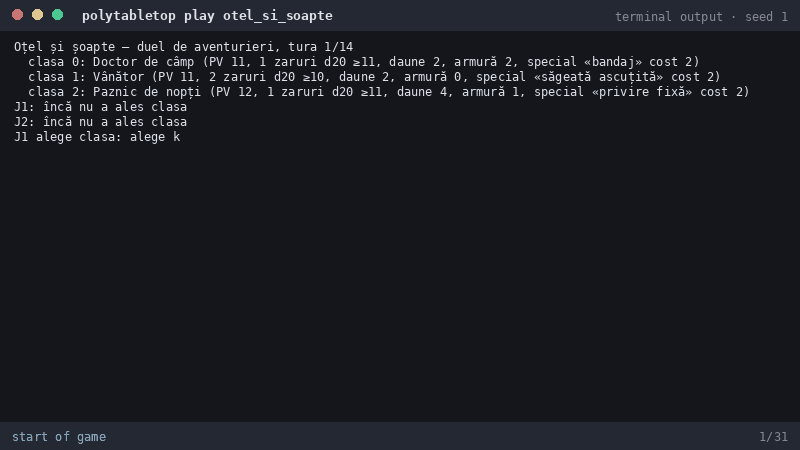 polytabletop play otel_si_soapte
terminal output · seed 1
Oțel și șoapte — duel de aventurieri, tura 1/14
clasa 0: Doctor de câmp (PV 11, 1 zaruri d20 ≥11, daune 2, armură 2, special «bandaj» cost 2)
clasa 1: Vânător (PV 11, 2 zaruri d20 ≥10, daune 2, armură 0, special «săgeată ascuțită» cost 2)
clasa 2: Paznic de nopți (PV 12, 1 zaruri d20 ≥11, daune 4, armură 1, special «privire fixă» cost 2)
J1: încă nu a ales clasa
J2: încă nu a ales clasa
J1 alege clasa: alege k
start of game
1/31